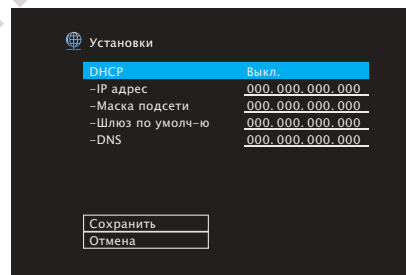 Установки
DHCP Выкл.
–IP адрес 000. 000. 000. 000
–Маска подсети 000. 000. 000. 000
–Шлюз по умолч–ю 000. 000. 000. 000
–DNS 000. 000. 000. 000
Сохранить
Отмена